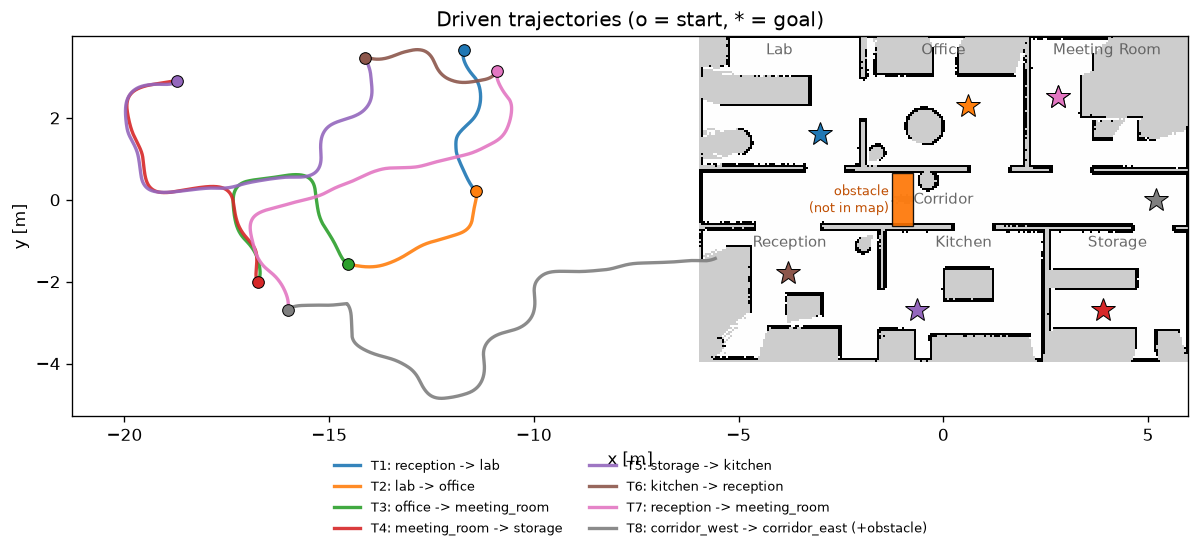 Driven trajectories (o = start, * = goal)
Lab
Office
Meeting Room
obstacle
(not in map)
Corridor
Reception
Kitchen
Storage
y [m]
2
0
−2
−4
−20
−15
−10
−5
0
5
x [m]
T1: reception -> lab
T2: lab -> office
T3: office -> meeting_room
T4: meeting_room -> storage
T5: storage -> kitchen
T6: kitchen -> reception
T7: reception -> meeting_room
T8: corridor_west -> corridor_east (+obstacle)